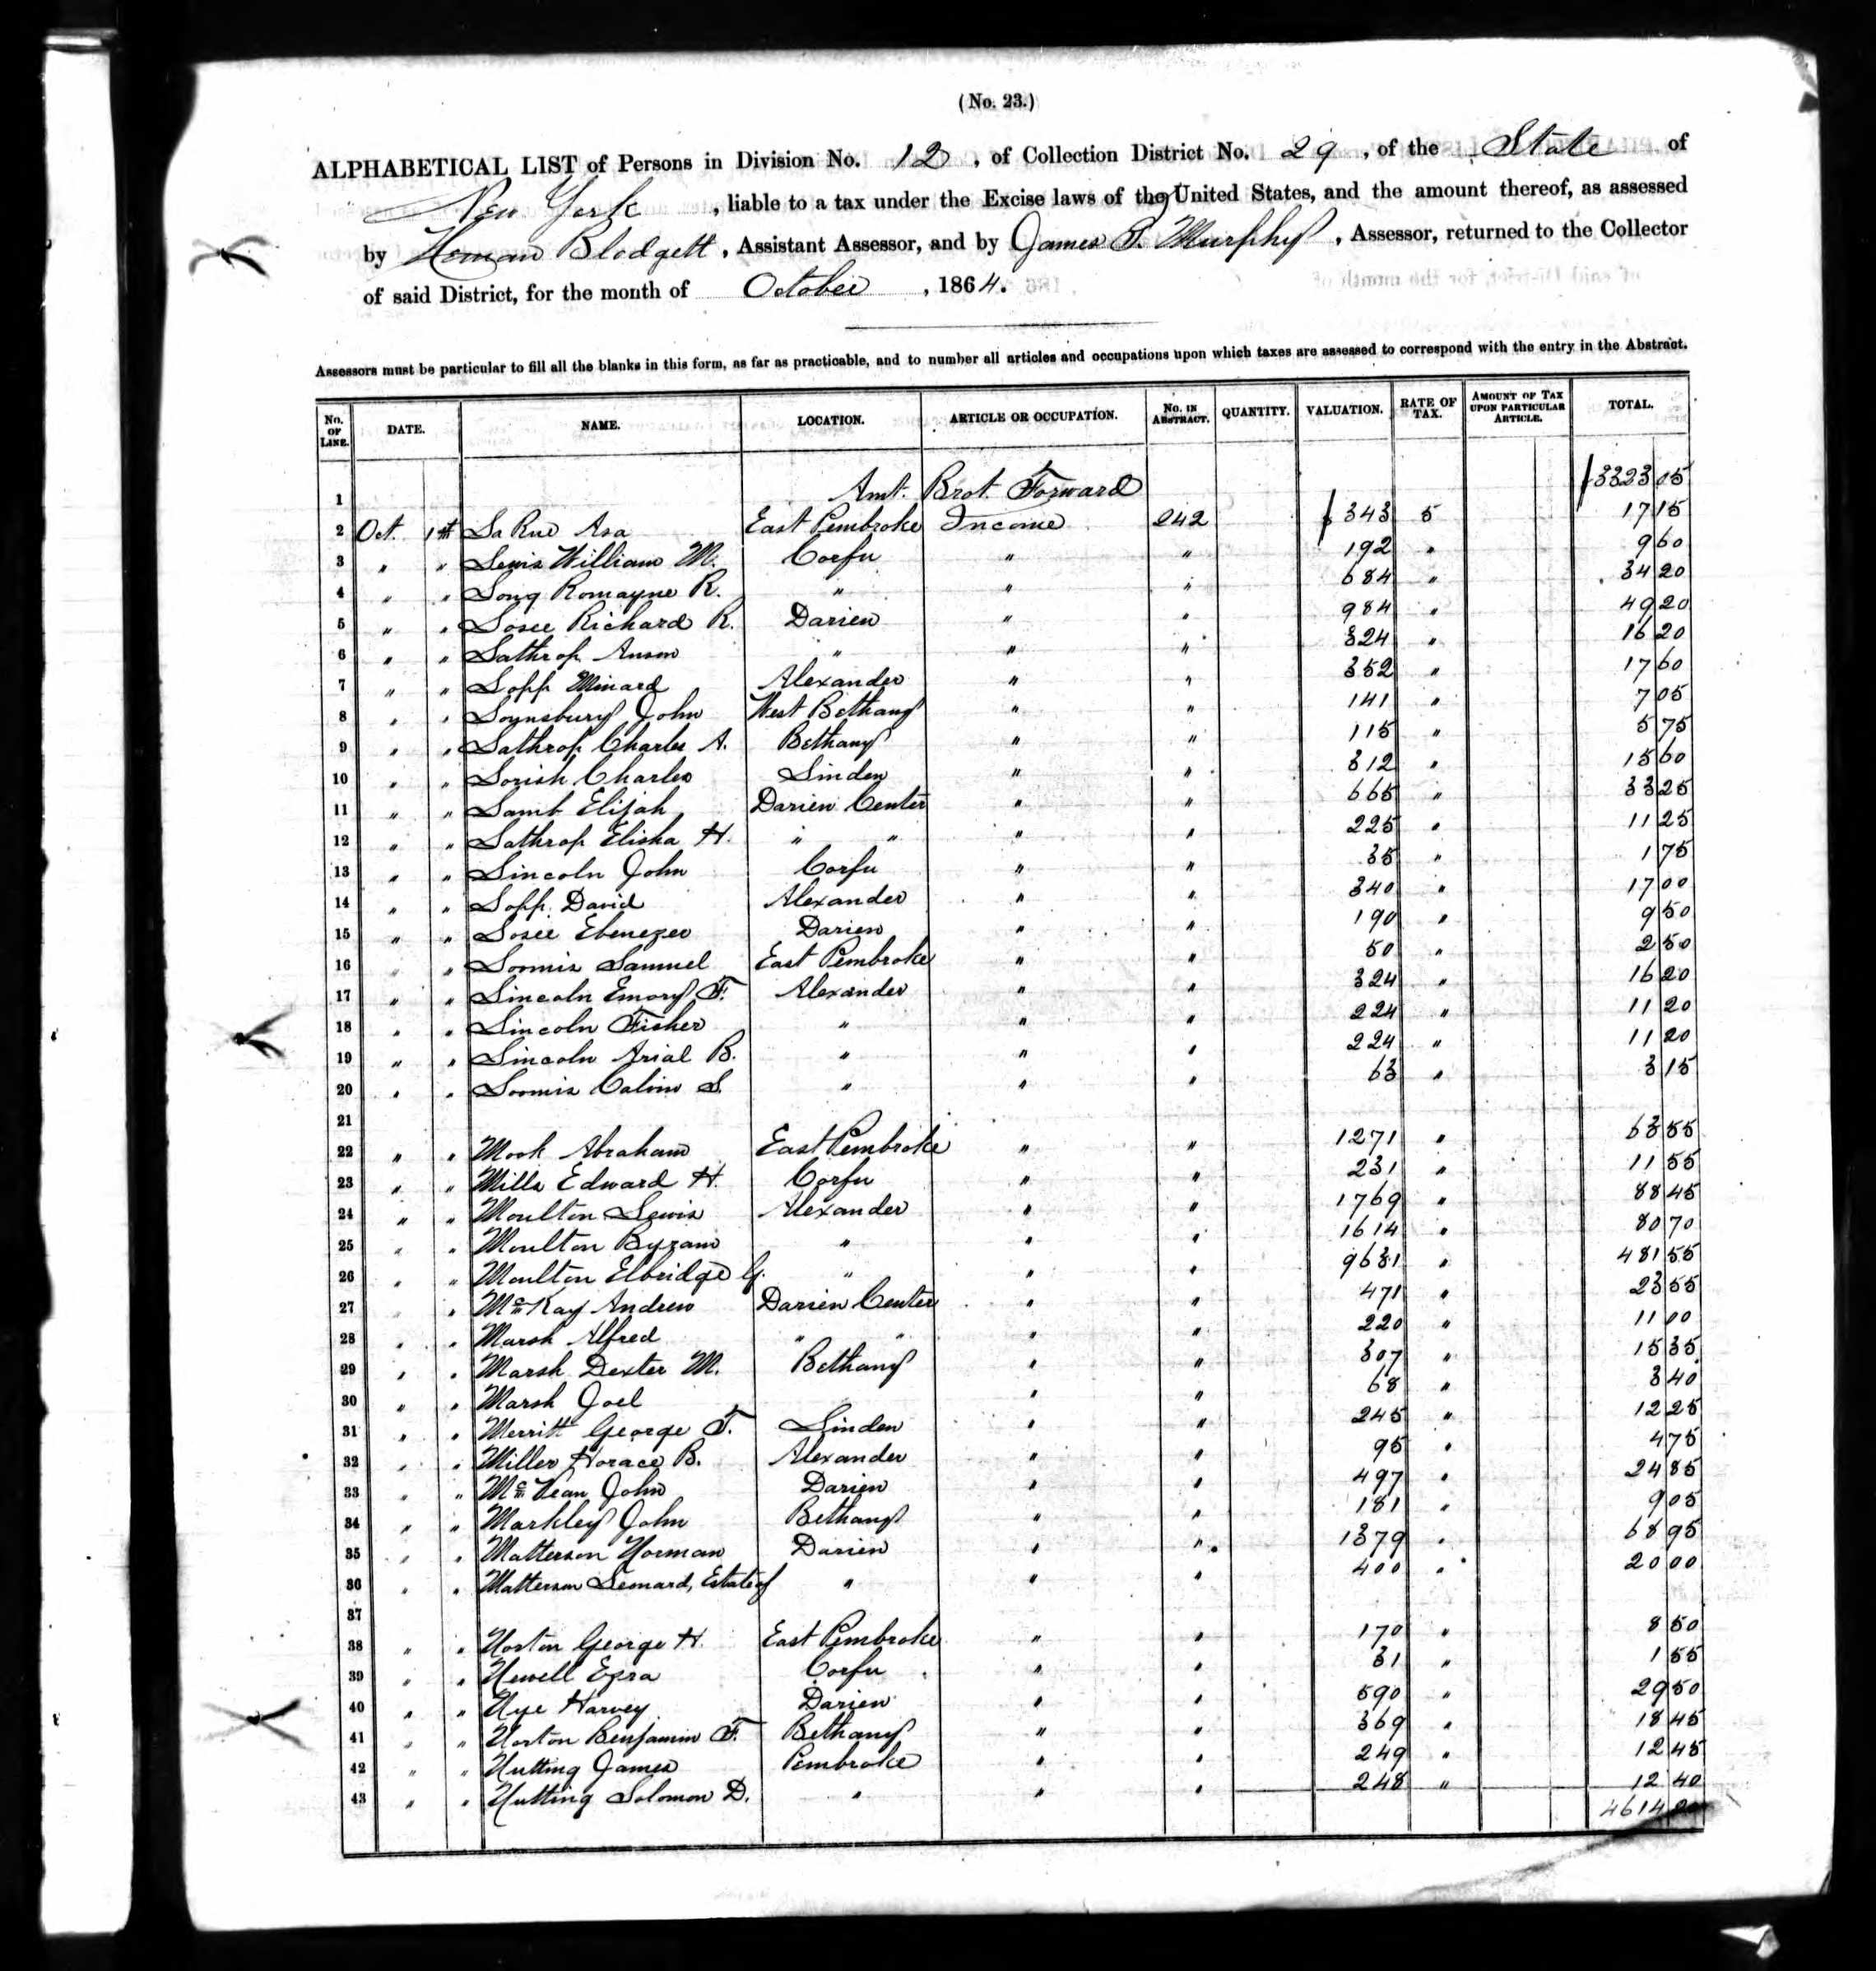 (No. 23.)
ALPHABETICAL LIST of Persons in Division No. 12, of Collection District No. 29, of the State of
New York, liable to a tax under the Excise laws of the United States, and the amount thereof, as assessed
by Heman Blodgett, Assistant Assessor, and by James P. Murphy, Assessor, returned to the Collector
of said District, for the month of October, 1864.
Assessors must be particular to fill all the blanks in this form, as far as practicable, and to number all articles and occupations upon which taxes are assessed to correspond with the entry in the Abstract.
No. OF LINE. DATE. NAME. LOCATION. ARTICLE OR OCCUPATION. No. IN ABSTRACT. QUANTITY. VALUATION. RATE OF TAX. AMOUNT OF TAX UPON PARTICULAR ARTICLE. TOTAL.
1 Amt. Brot. Forward $3323 05
2 Oct. 1st La Rue Asa East Pembroke Income 242 $343 5 17 15
3 " " Lewis William M. Corfu " " 192 " 9 60
4 " " Long Romayne R. " " " 684 " 34 20
5 " " Losee Richard R. Darien " " 984 " 49 20
6 " " Lathrop Anson " " " 324 " 16 20
7 " " Lopp Minard Alexander " " 352 " 17 60
8 " " Lounsbury John West Bethany " " 141 " 7 05
9 " " Lathrop Charles A. Bethany " " 115 " 5 75
10 " " Lorish Charles Linden " " 312 " 15 60
11 " " Lamb Elijah Darien Center " " 665 " 33 25
12 " " Lathrop Elisha H. " " " " 225 " 11 25
13 " " Lincoln John Corfu " " 35 " 1 75
14 " " Lopp David Alexander " " 340 " 17 00
15 " " Losee Ebenezer Darien " " 190 " 9 50
16 " " Loomis Samuel East Pembroke " " 50 " 2 50
17 " " Lincoln Emory F. Alexander " " 324 " 16 20
18 " " Lincoln Fisher " " " 224 " 11 20
19 " " Lincoln Arial B. " " " 224 " 11 20
20 " " Loomis Calvin S. " " " 63 " 3 15
21
22 " " Mook Abraham East Pembroke " " 1271 " 63 55
23 " " Mills Edward H. Corfu " " 231 " 11 55
24 " " Moulton Lewis Alexander " " 1769 " 88 45
25 " " Moulton Byzam " " " 1614 " 80 70
26 " " Moulton Elbridge G. " " " 9631 " 481 55
27 " " McKay Andrew Darien Center " " 471 " 23 55
28 " " Marsh Alfred " " " " 220 " 11 00
29 " " Marsh Dexter M. Bethany " " 307 " 15 35
30 " " Marsh Joel " " 68 " 3 40
31 " " Merritt George T. Linden " " 245 " 12 25
32 " " Miller Horace B. Alexander " " 95 " 4 75
33 " " McVean John Darien " " 497 " 24 85
34 " " Markley John Bethany " " 181 " 9 05
35 " " Matterson Norman Darien " " 1379 " 68 95
36 " " Matterson Leonard, Estate of " " " 400 " 20 00
37
38 " " Norton George H. East Pembroke " " 170 " 8 50
39 " " Newell Ezra Corfu " " 31 " 1 55
40 " " Nye Harvey Darien " " 590 " 29 50
41 " " Norton Benjamin F. Bethany " " 369 " 18 45
42 " " Nutting James Pembroke " " 249 " 12 45
43 " " Nutting Solomon D. " " " 248 " 12 40
4614